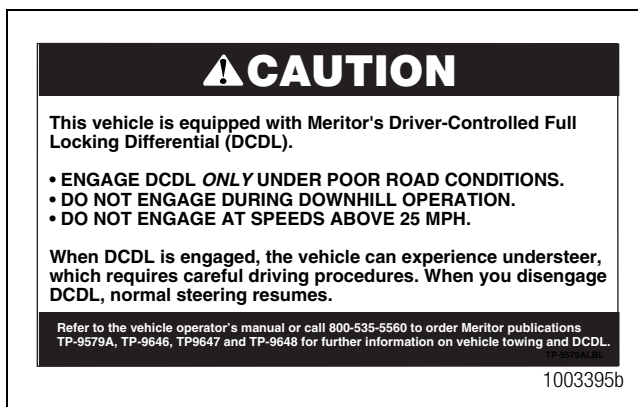 CAUTION
This vehicle is equipped with Meritor's Driver-Controlled Full
Locking Differential (DCDL).
• ENGAGE DCDL ONLY UNDER POOR ROAD CONDITIONS.
• DO NOT ENGAGE DURING DOWNHILL OPERATION.
• DO NOT ENGAGE AT SPEEDS ABOVE 25 MPH.
When DCDL is engaged, the vehicle can experience understeer,
which requires careful driving procedures. When you disengage
DCDL, normal steering resumes.
Refer to the vehicle operator's manual or call 800-535-5560 to order Meritor publications
TP-9579A, TP-9646, TP9647 and TP-9648 for further information on vehicle towing and DCDL.
TP-9579ALBL
1003395b